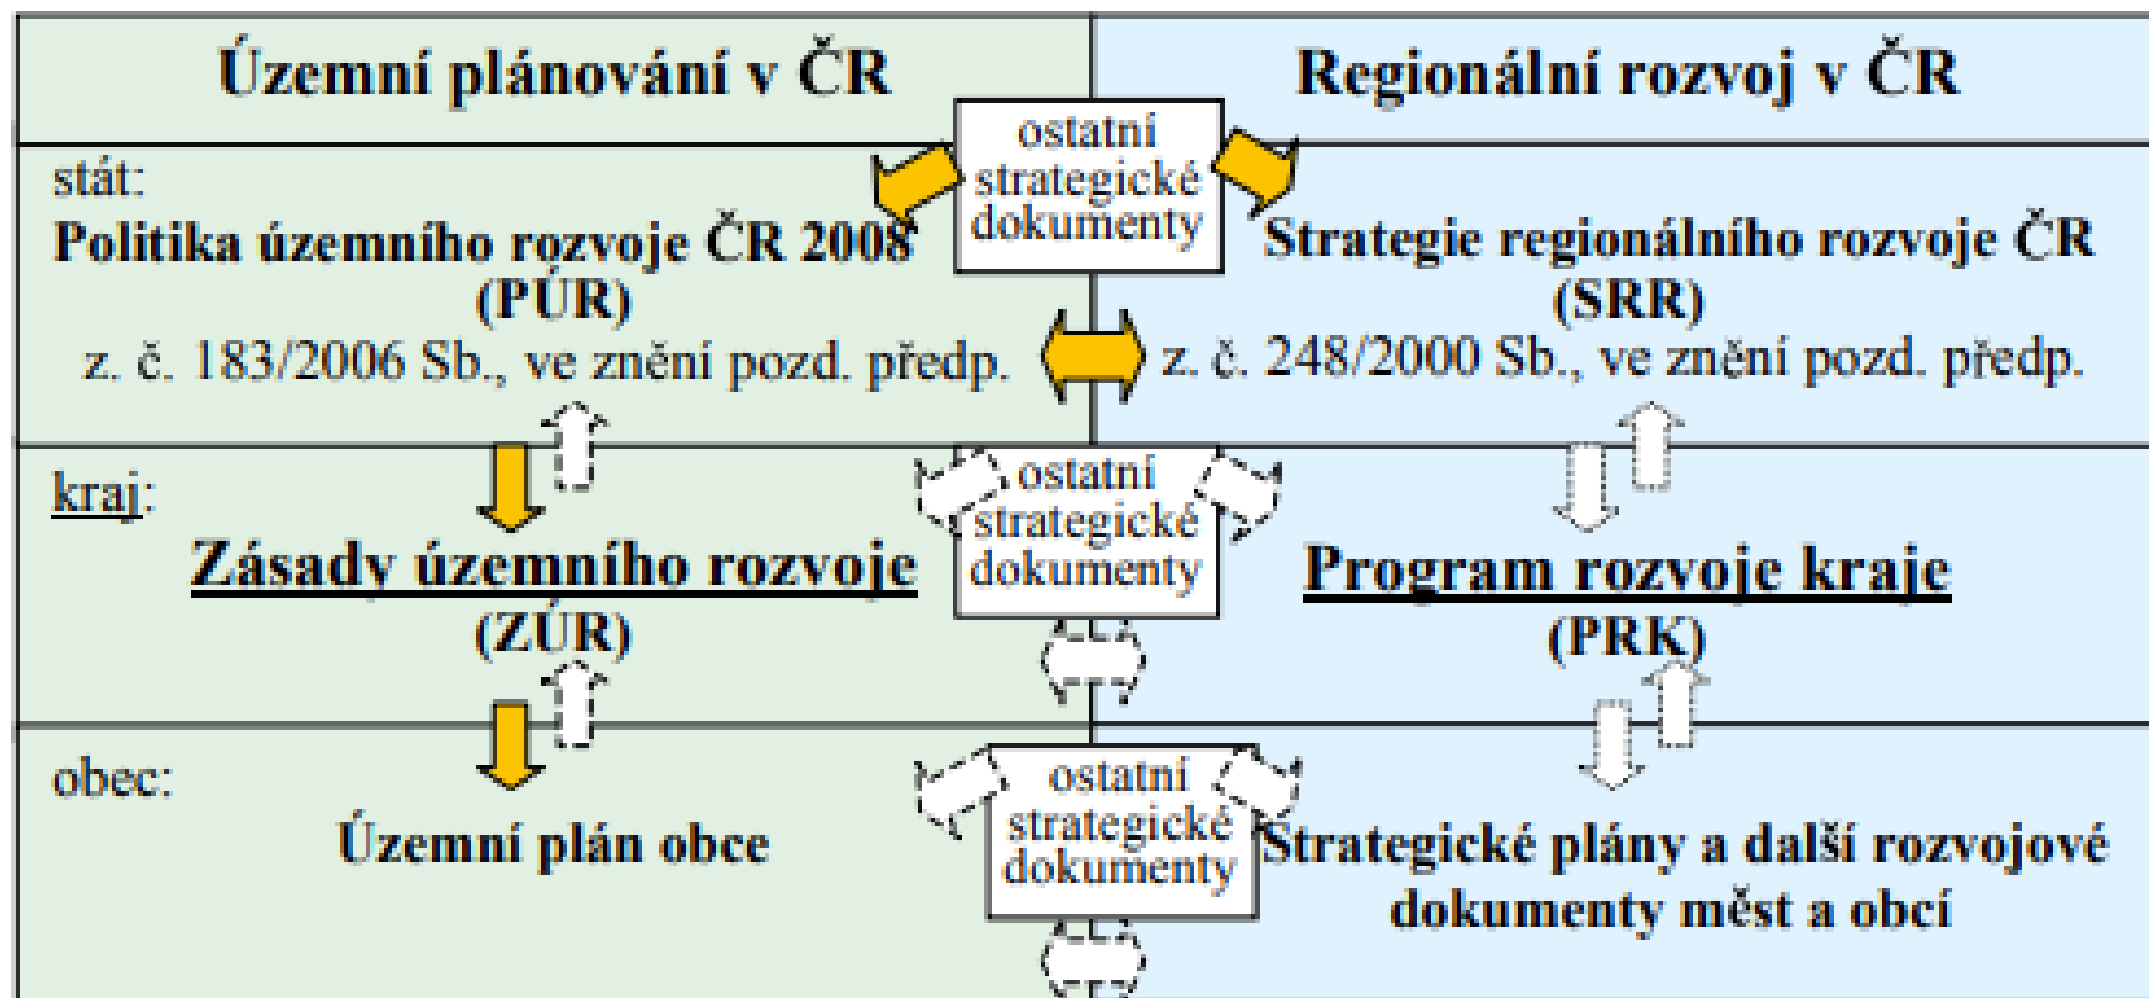 Územní plánování v ČR
Regionální rozvoj v ČR
ostatní
strategické
dokumenty
stát:
Politika územního rozvoje ČR 2008
(PÚR)
z. č. 183/2006 Sb., ve znění pozd. předp.
Strategie regionálního rozvoje ČR
(SRR)
z. č. 248/2000 Sb., ve znění pozd. předp.
kraj:
Zásady územního rozvoje
(ZÚR)
ostatní
strategické
dokumenty
Program rozvoje kraje
(PRK)
obec:
Územní plán obce
ostatní
strategické
dokumenty
Strategické plány a další rozvojové
dokumenty měst a obcí